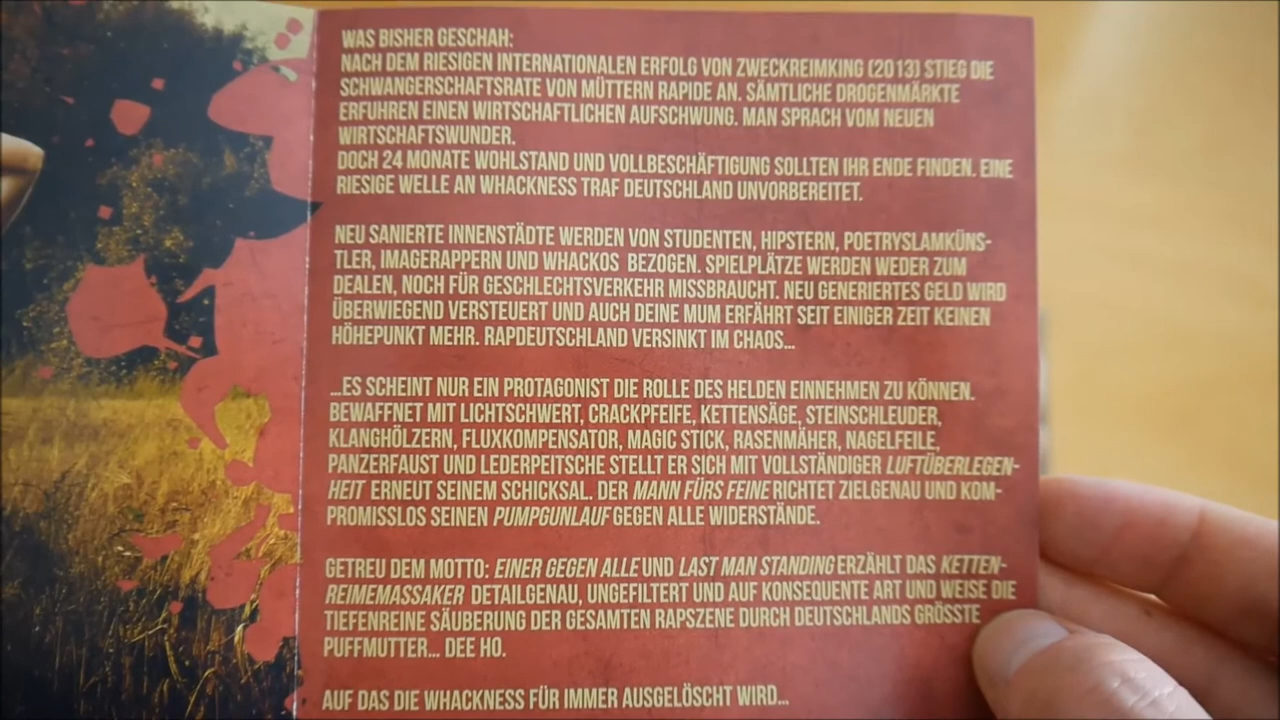 WAS BISHER GESCHAH:
NACH DEM RIESIGEN INTERNATIONALEN ERFOLG VON ZWECKREIMKING (2013) STIEG DIE
SCHWANGERSCHAFTSRATE VON MÜTTERN RAPIDE AN. SÄMTLICHE DROGENMÄRKTE
ERFUHREN EINEN WIRTSCHAFTLICHEN AUFSCHWUNG. MAN SPRACH VOM NEUEN
WIRTSCHAFTSWUNDER.
DOCH 24 MONATE WOHLSTAND UND VOLLBESCHÄFTIGUNG SOLLTEN IHR ENDE FINDEN. EINE
RIESIGE WELLE AN WHACKNESS TRAF DEUTSCHLAND UNVORBEREITET.
NEU SANIERTE INNENSTÄDTE WERDEN VON STUDENTEN, HIPSTERN, POETRYSLAMKÜNS-
TLER, IMAGERAPPERN UND WHACKOS BEZOGEN. SPIELPLÄTZE WERDEN WEDER ZUM
DEALEN, NOCH FÜR GESCHLECHTSVERKEHR MISSBRAUCHT. NEU GENERIERTES GELD WIRD
ÜBERWIEGEND VERSTEUERT UND AUCH DEINE MUM ERFÄHRT SEIT EINIGER ZEIT KEINEN
HÖHEPUNKT MEHR. RAPDEUTSCHLAND VERSINKT IM CHAOS...
...ES SCHEINT NUR EIN PROTAGONIST DIE ROLLE DES HELDEN EINNEHMEN ZU KÖNNEN.
BEWAFFNET MIT LICHTSCHWERT, CRACKPFEIFE, KETTENSÄGE, STEINSCHLEUDER,
KLANGHÖLZERN, FLUXKOMPENSATOR, MAGIC STICK, RASENMÄHER, NAGELFEILE,
PANZERFAUST UND LEDERPEITSCHE STELLT ER SICH MIT VOLLSTÄNDIGER LUFTÜBERLEGEN-
HEIT ERNEUT SEINEM SCHICKSAL. DER MANN FÜRS FEINE RICHTET ZIELGENAU UND KOM-
PROMISSLOS SEINEN PUMPGUNLAUF GEGEN ALLE WIDERSTÄNDE.
GETREU DEM MOTTO: EINER GEGEN ALLE UND LAST MAN STANDING ERZÄHLT DAS KETTEN-
REIMEMASSAKER DETAILGENAU, UNGEFILTERT UND AUF KONSEQUENTE ART UND WEISE DIE
TIEFENREINE SÄUBERUNG DER GESAMTEN RAPSZENE DURCH DEUTSCHLANDS GRÖSSTE
PUFFMUTTER... DEE HO.
AUF DAS DIE WHACKNESS FÜR IMMER AUSGELÖSCHT WIRD...